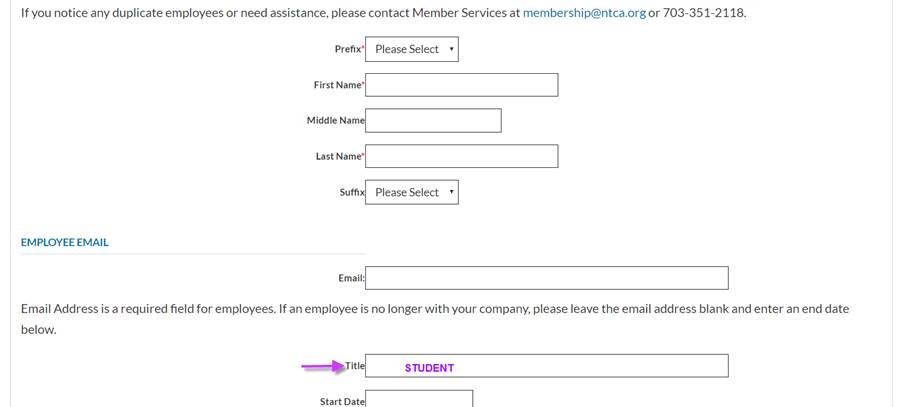 If you notice any duplicate employees or need assistance, please contact Member Services at membership@ntca.org or 703-351-2118.
Prefix* Please Select
First Name*
Middle Name
Last Name*
Suffix Please Select
EMPLOYEE EMAIL
Email:
Email Address is a required field for employees. If an employee is no longer with your company, please leave the email address blank and enter an end date
below.
Title STUDENT
Start Date